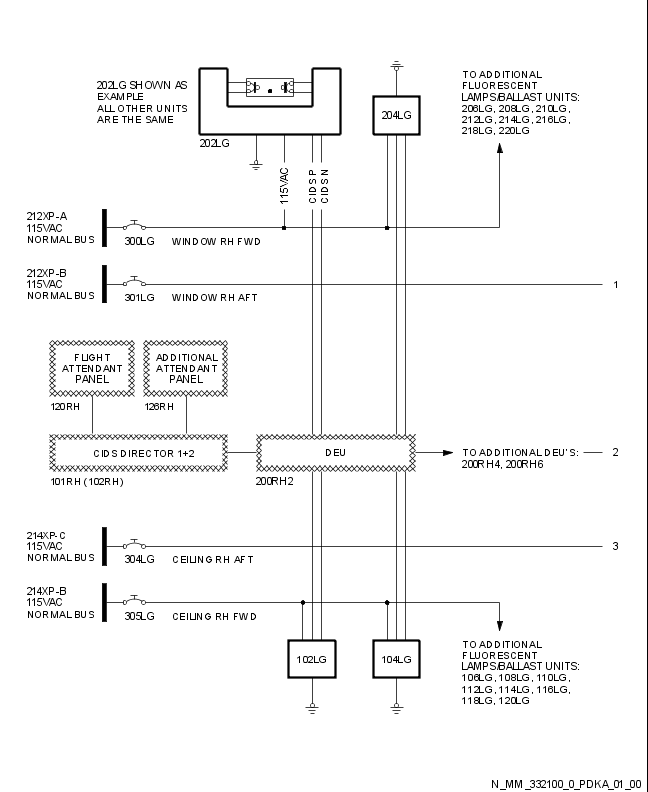 202LG SHOWN AS
EXAMPLE
ALL OTHER UNITS
ARE THE SAME
202LG
204LG
TO ADDITIONAL
FLUORESCENT
LAMPS/BALLAST UNITS:
206LG, 208LG, 210LG,
212LG, 214LG, 216LG,
218LG, 220LG
115VAC
CIDS P
CIDS N
212XP-A
115VAC
NORMAL BUS
300LG
WINDOW RH FWD
212XP-B
115VAC
NORMAL BUS
301LG
WINDOW RH AFT
1
FLIGHT
ATTENDANT
PANEL
120RH
ADDITIONAL
ATTENDANT
PANEL
126RH
CIDS DIRECTOR 1+2
101RH (102RH)
DEU
200RH2
TO ADDITIONAL DEU'S:
200RH4, 200RH6
2
214XP-C
115VAC
NORMAL BUS
304LG
CEILING RH AFT
3
214XP-B
115VAC
NORMAL BUS
305LG
CEILING RH FWD
102LG
104LG
TO ADDITIONAL
FLUORESCENT
LAMPS/BALLAST UNITS:
106LG, 108LG, 110LG,
112LG, 114LG, 116LG,
118LG, 120LG
N_MM_332100_0_PDKA_01_00